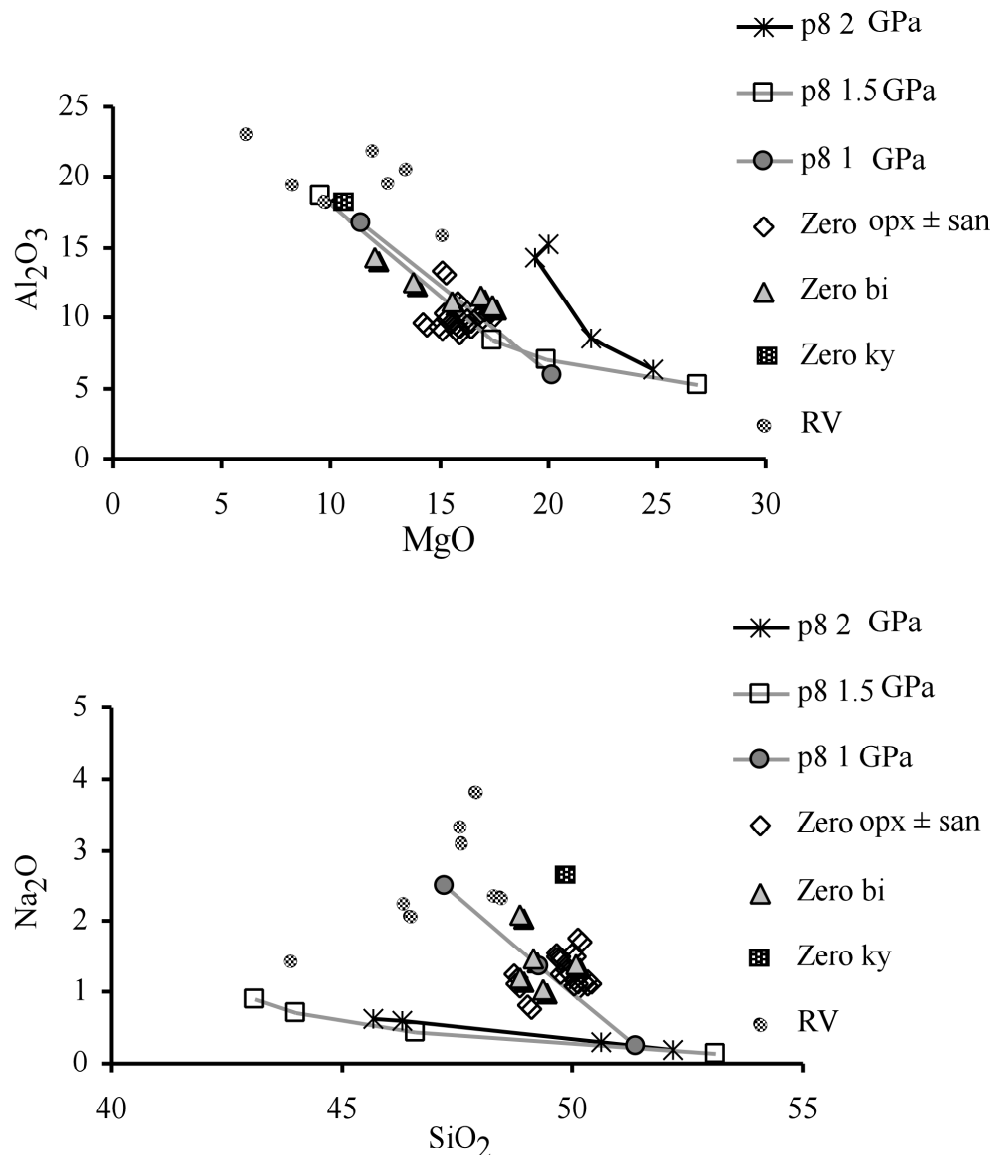 p8 2 GPa
p8 1.5 GPa
p8 1 GPa
Zero opx ± san
Zero bi
Zero ky
RV
25
20
15
10
5
0
Al₂O₃
0 5 10 15 20 25 30
MgO
p8 2 GPa
p8 1.5 GPa
p8 1 GPa
Zero opx ± san
Zero bi
Zero ky
RV
5
4
3
2
1
0
Na₂O
40 45 50 55
SiO₂